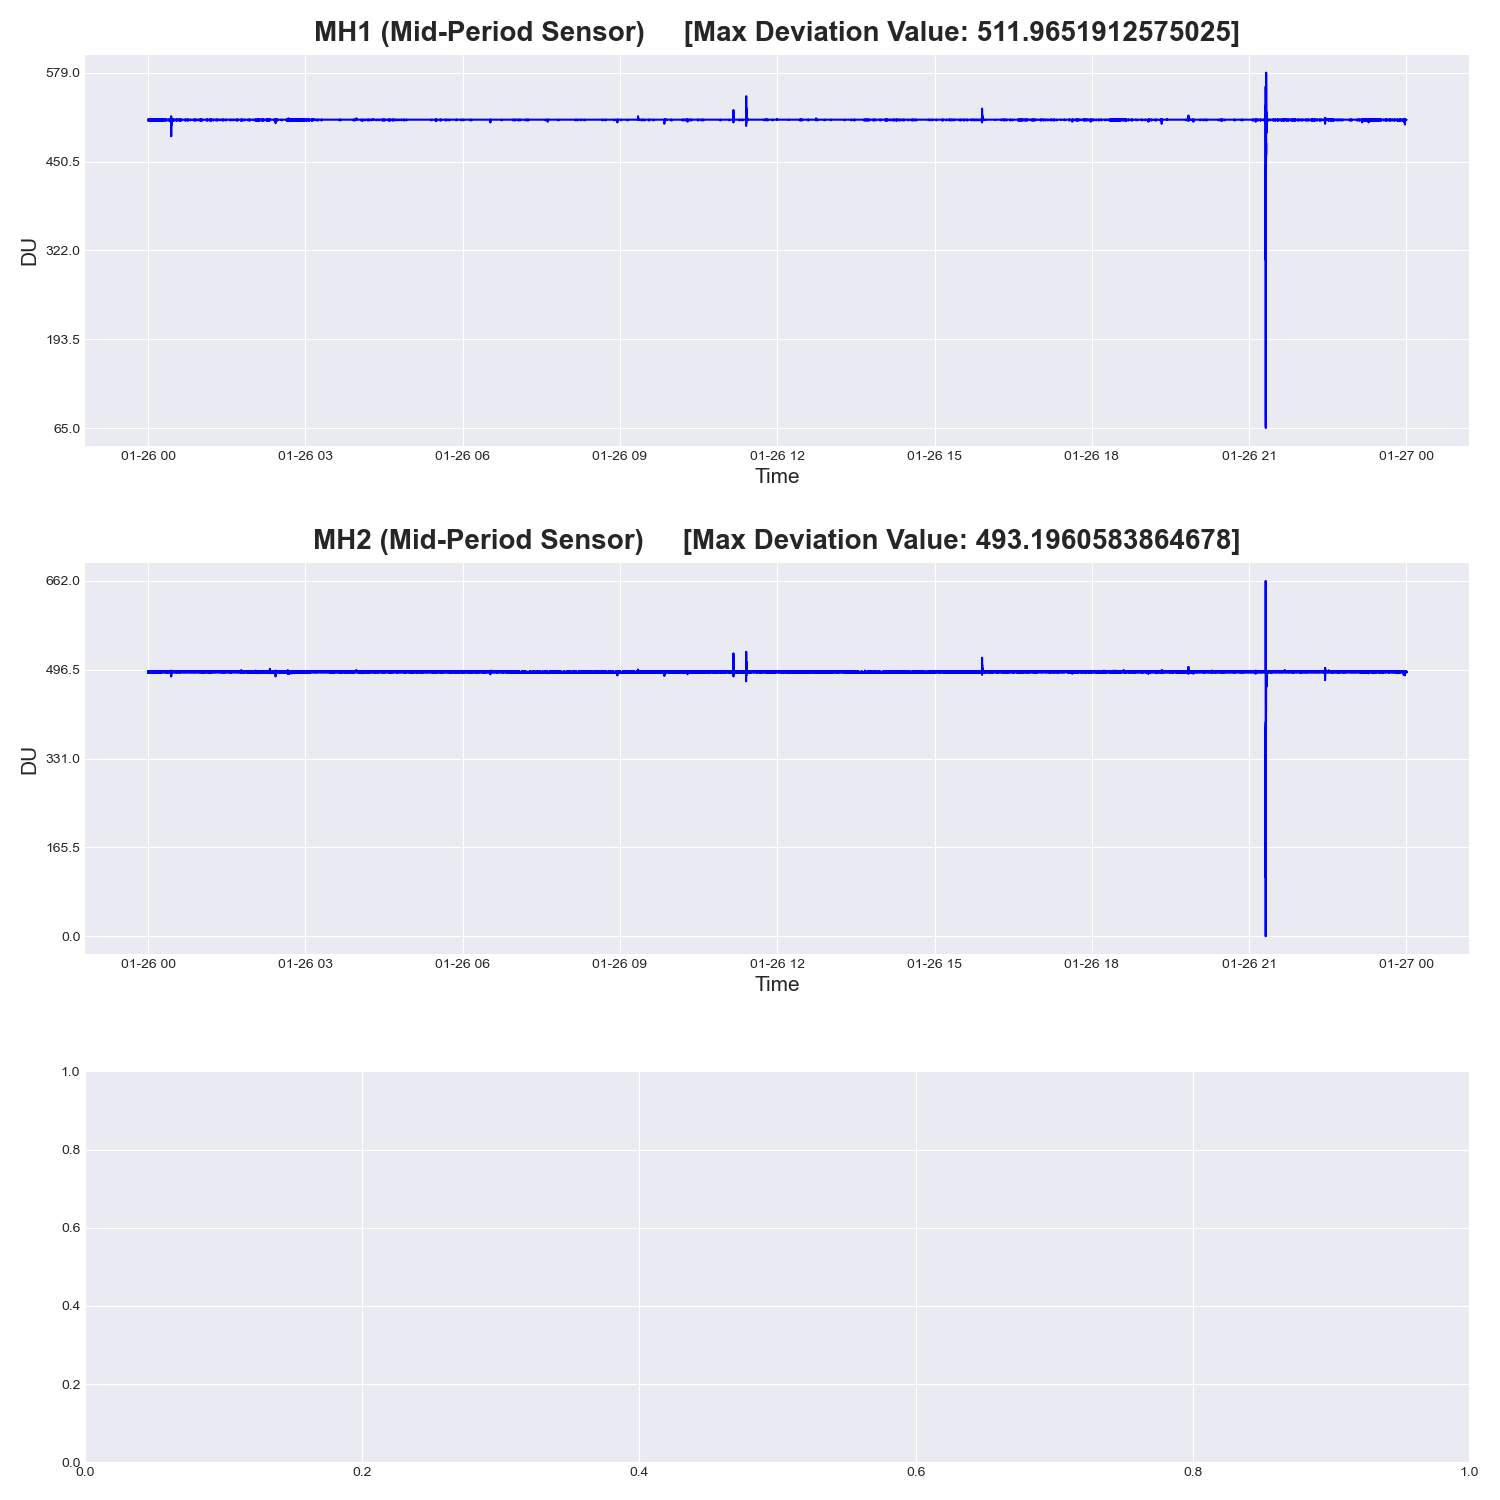 MH1 (Mid-Period Sensor) [Max Deviation Value: 511.9651912575025]
579.0
450.5
322.0
193.5
65.0
DU
01-26 00 01-26 03 01-26 06 01-26 09 01-26 12 01-26 15 01-26 18 01-26 21 01-27 00
Time
MH2 (Mid-Period Sensor) [Max Deviation Value: 493.1960583864678]
662.0
496.5
331.0
165.5
0.0
DU
01-26 00 01-26 03 01-26 06 01-26 09 01-26 12 01-26 15 01-26 18 01-26 21 01-27 00
Time
1.0
0.8
0.6
0.4
0.2
0.0
0.0 0.2 0.4 0.6 0.8 1.0